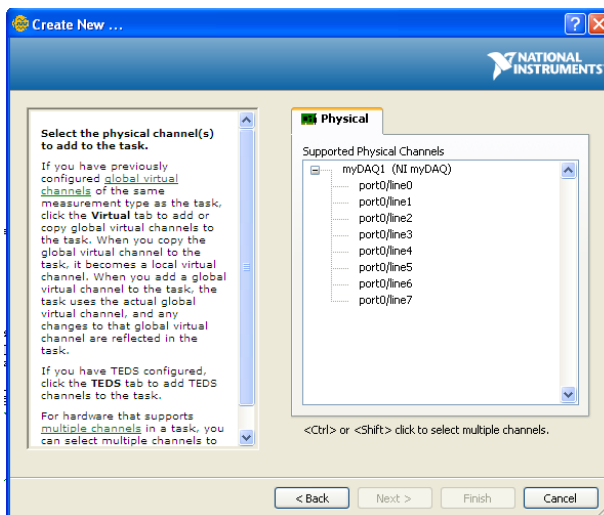 Create New ...
NATIONAL
INSTRUMENTS
Select the physical channel(s)
to add to the task.
If you have previously
configured global virtual
channels of the same
measurement type as the task,
click the Virtual tab to add or
copy global virtual channels to
the task. When you copy the
global virtual channel to the
task, it becomes a local virtual
channel. When you add a global
virtual channel to the task, the
task uses the actual global
virtual channel, and any
changes to that global virtual
channel are reflected in the
task.
If you have TEDS configured,
click the TEDS tab to add TEDS
channels to the task.
For hardware that supports
multiple channels in a task, you
can select multiple channels to
Physical
Supported Physical Channels
myDAQ1 (NI myDAQ)
port0/line0
port0/line1
port0/line2
port0/line3
port0/line4
port0/line5
port0/line6
port0/line7
<Ctrl> or <Shift> click to select multiple channels.
< Back
Next >
Finish
Cancel